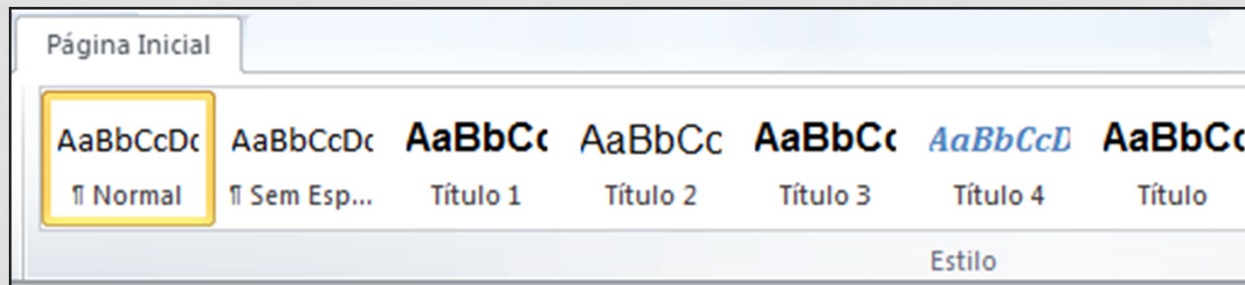 Página Inicial
AaBbCcDc AaBbCcDc AaBbCc AaBbCc AaBbCc AaBbCcD AaBbCc
¶ Normal ¶ Sem Esp... Título 1 Título 2 Título 3 Título 4 Título
Estilo